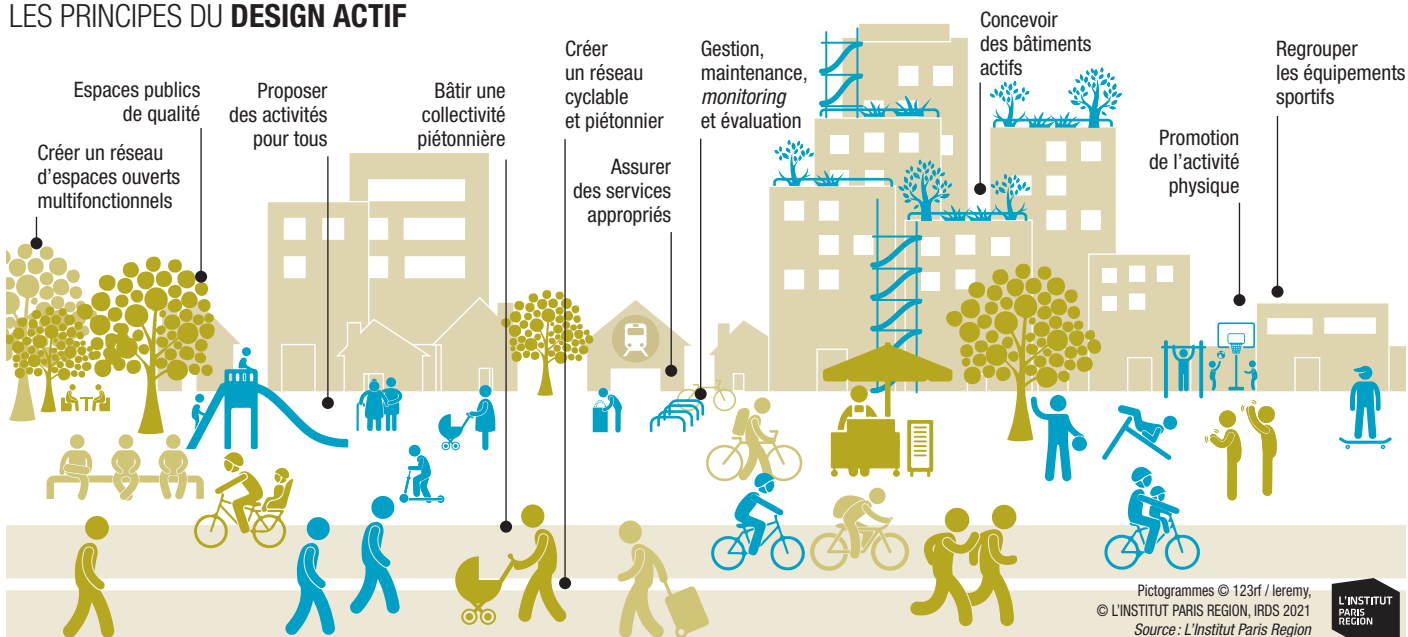 LES PRINCIPES DU DESIGN ACTIF
Créer un réseau
d'espaces ouverts
multifonctionnels
Espaces publics
de qualité
Proposer
des activités
pour tous
Bâtir une
collectivité
piétonnière
Créer
un réseau
cyclable
et piétonnier
Assurer
des services
appropriés
Gestion,
maintenance,
monitoring
et évaluation
Concevoir
des bâtiments
actifs
Promotion
de l'activité
physique
Regrouper
les équipements
sportifs
Pictogrammes © 123rf / leremy,
© L'INSTITUT PARIS REGION, IRDS 2021
Source : L'Institut Paris Region
L'INSTITUT
PARIS
REGION